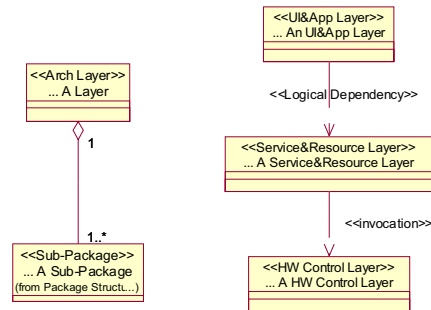 <<Arch Layer>>
... A Layer
1
1..*
<<Sub-Package>>
... A Sub-Package
(from Package Structu...)
<<UI&App Layer>>
... An UI&App Layer
<<Logical Dependency>>
<<Service&Resource Layer>>
... A Service&Resource Layer
<<invocation>>
<<HW Control Layer>>
... A HW Control Layer